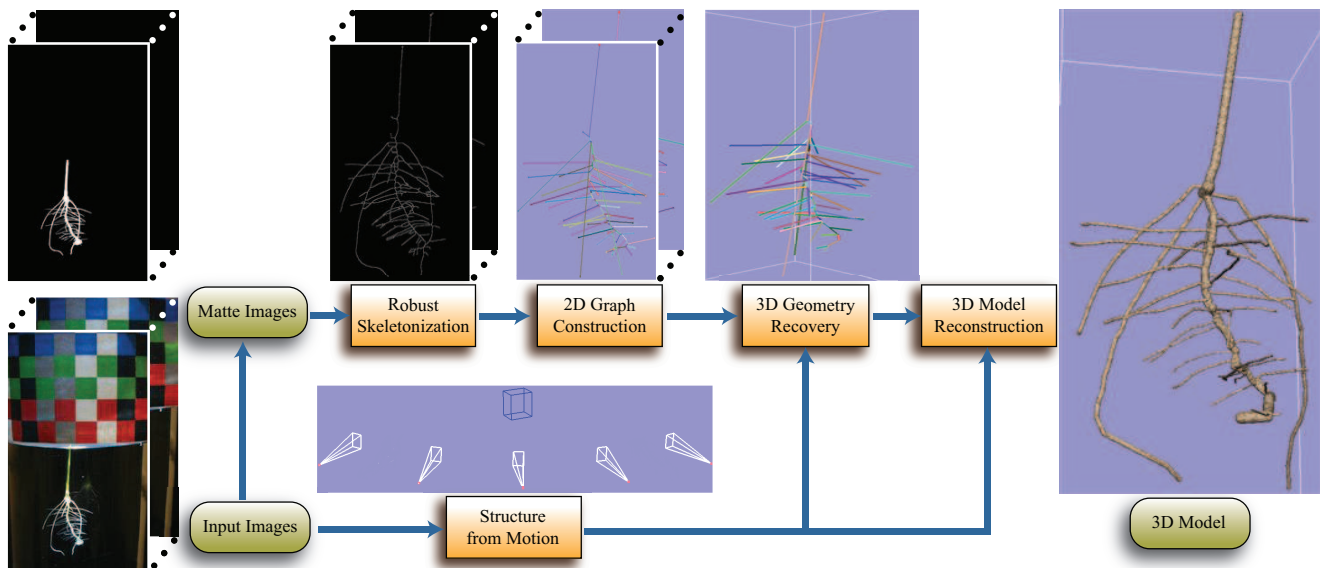 Matte Images
Robust
Skeletonization
2D Graph
Construction
3D Geometry
Recovery
3D Model
Reconstruction
Input Images
Structure
from Motion
3D Model